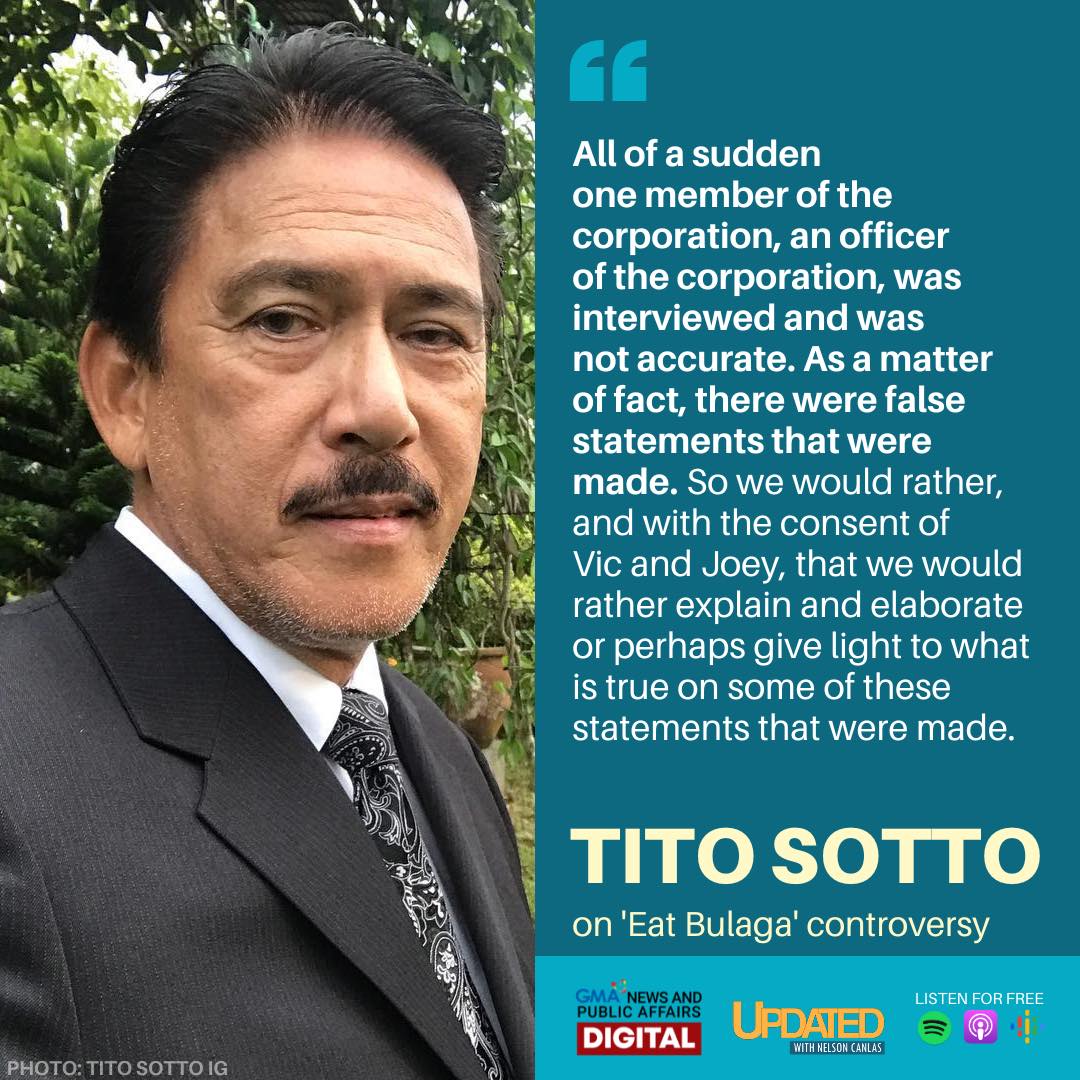 All of a sudden
one member of the
corporation, an officer
of the corporation, was
interviewed and was
not accurate. As a matter
of fact, there were false
statements that were
made. So we would rather,
and with the consent of
Vic and Joey, that we would
rather explain and elaborate
or perhaps give light to what
is true on some of these
statements that were made.
TITO SOTTO
on 'Eat Bulaga' controversy
GMA NEWS AND
PUBLIC AFFAIRS
DIGITAL
UPDATED
WITH NELSON CANLAS
LISTEN FOR FREE
PHOTO: TITO SOTTO IG